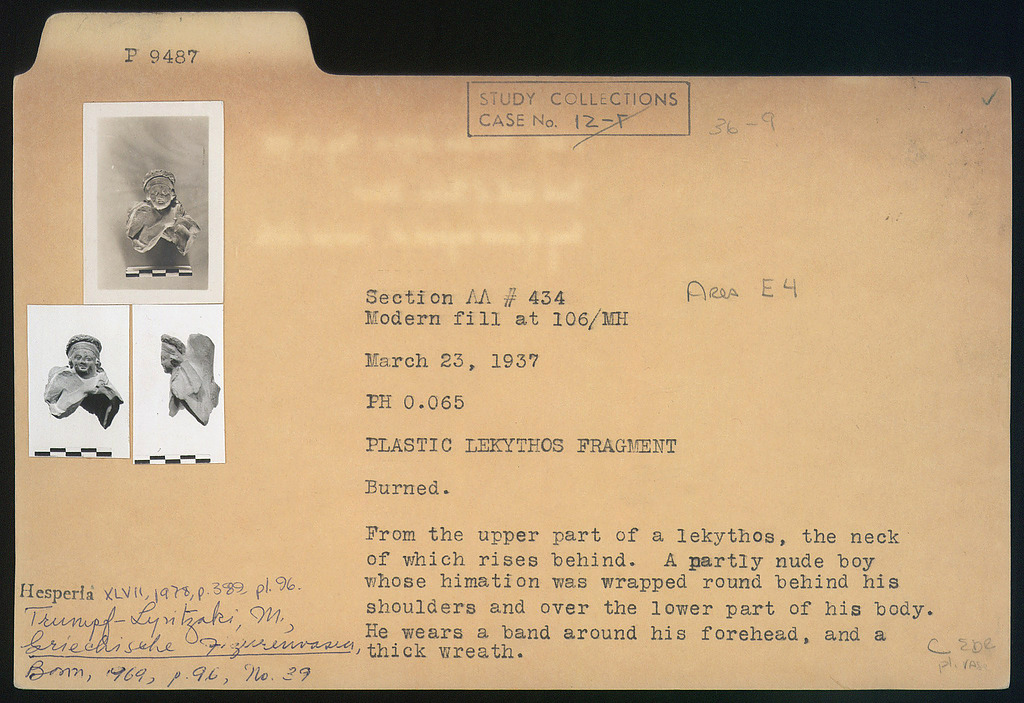 P 9487
STUDY COLLECTIONS
CASE No. 12-F
36-9
Section AA # 434
Area E4
Modern fill at 106/MH
March 23, 1937
PH 0.065
PLASTIC LEKYTHOS FRAGMENT
Burned.
From the upper part of a lekythos, the neck
of which rises behind. A partly nude boy
whose himation was wrapped round behind his
shoulders and over the lower part of his body.
He wears a band around his forehead, and a
thick wreath.
Hesperia XLVII, 1978, p. 389, pl. 96.
Trumpf-Lyritzaki, M.,
Griechische Figurenvasen,
Bonn, 1969, p. 96, No. 39
C
pl. vase